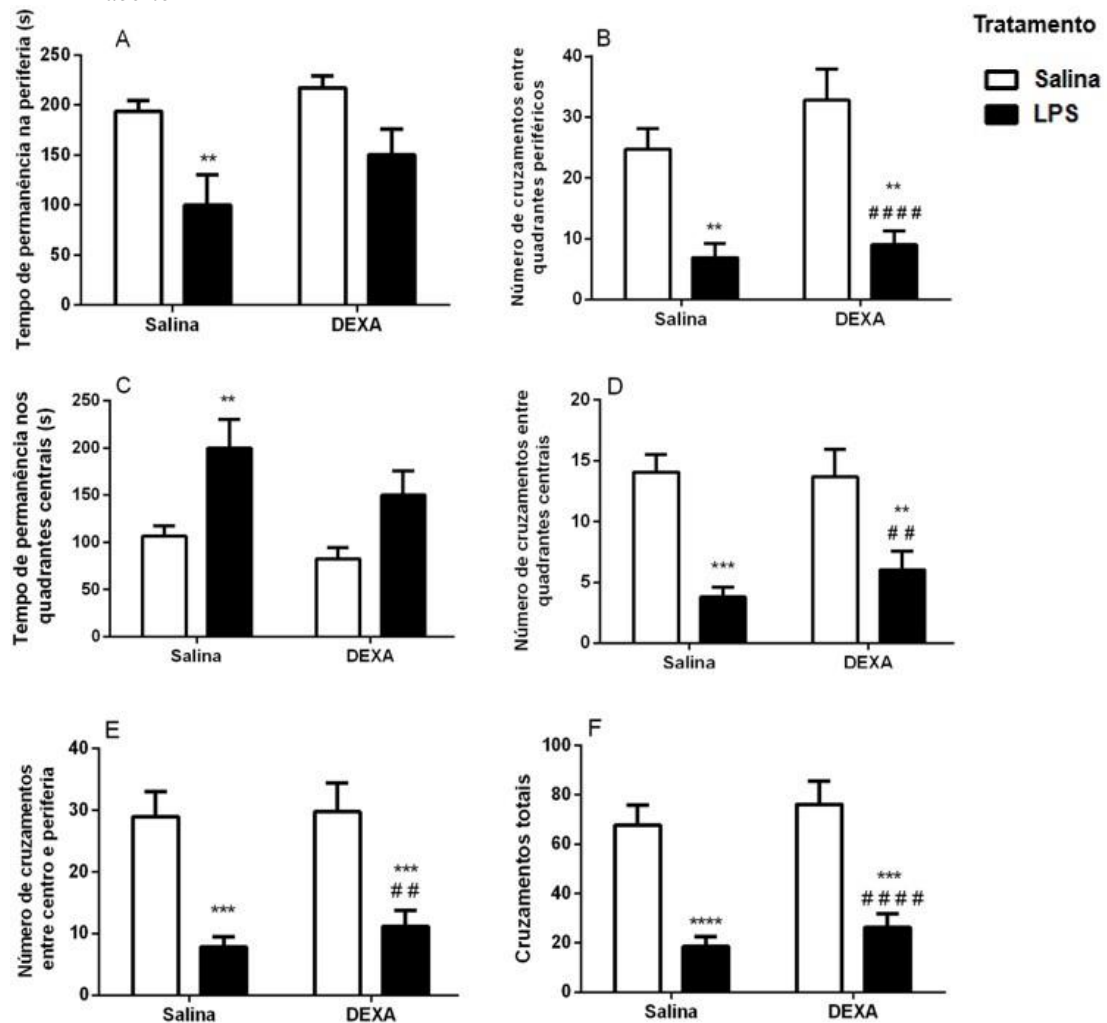 A
Tempo de permanência na periferia (s)
250
200
150
100
50
0
**
Salina DEXA
B
Número de cruzamentos entre
quadrantes periféricos
40
30
20
10
0
**
**
####
Salina DEXA
Tratamento
Salina
LPS
C
Tempo de permanência nos
quadrantes centrais (s)
250
200
150
100
50
0
**
Salina DEXA
D
Número de cruzamentos entre
quadrantes centrais
20
15
10
5
0
***
**
##
Salina DEXA
E
Número de cruzamentos
entre centro e periferia
40
30
20
10
0
***
***
##
Salina DEXA
F
Cruzamentos totais
100
80
60
40
20
0
****
***
####
Salina DEXA